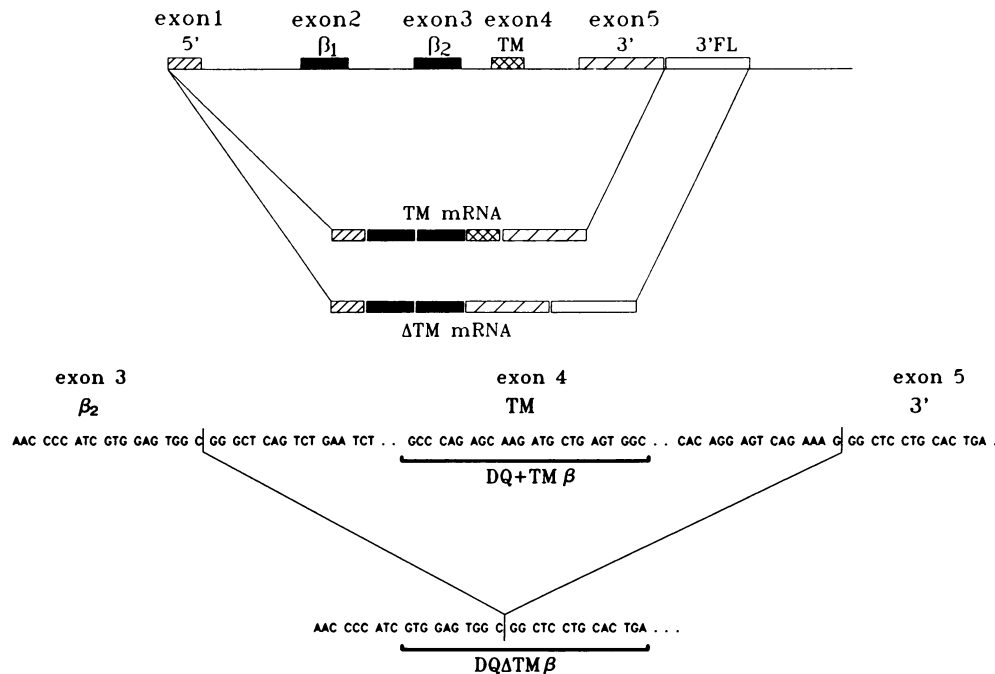 exon1 exon2 exon3 exon4 exon5
5' β1 β2 TM 3' 3'FL
TM mRNA
ΔTM mRNA
exon 3 exon 4 exon 5
β2 TM 3'
AAC CCC ATC GTG GAG TGG C GG GCT CAG TCT GAA TCT . . GCC CAG AGC AAG ATG CTG AGT GGC . . CAC AGG AGT CAG AAA G GG CTC CTG CAC TGA .
DQ+TM β
AAC CCC ATC GTG GAG TGG C GG CTC CTG CAC TGA . . .
DQΔTMβ